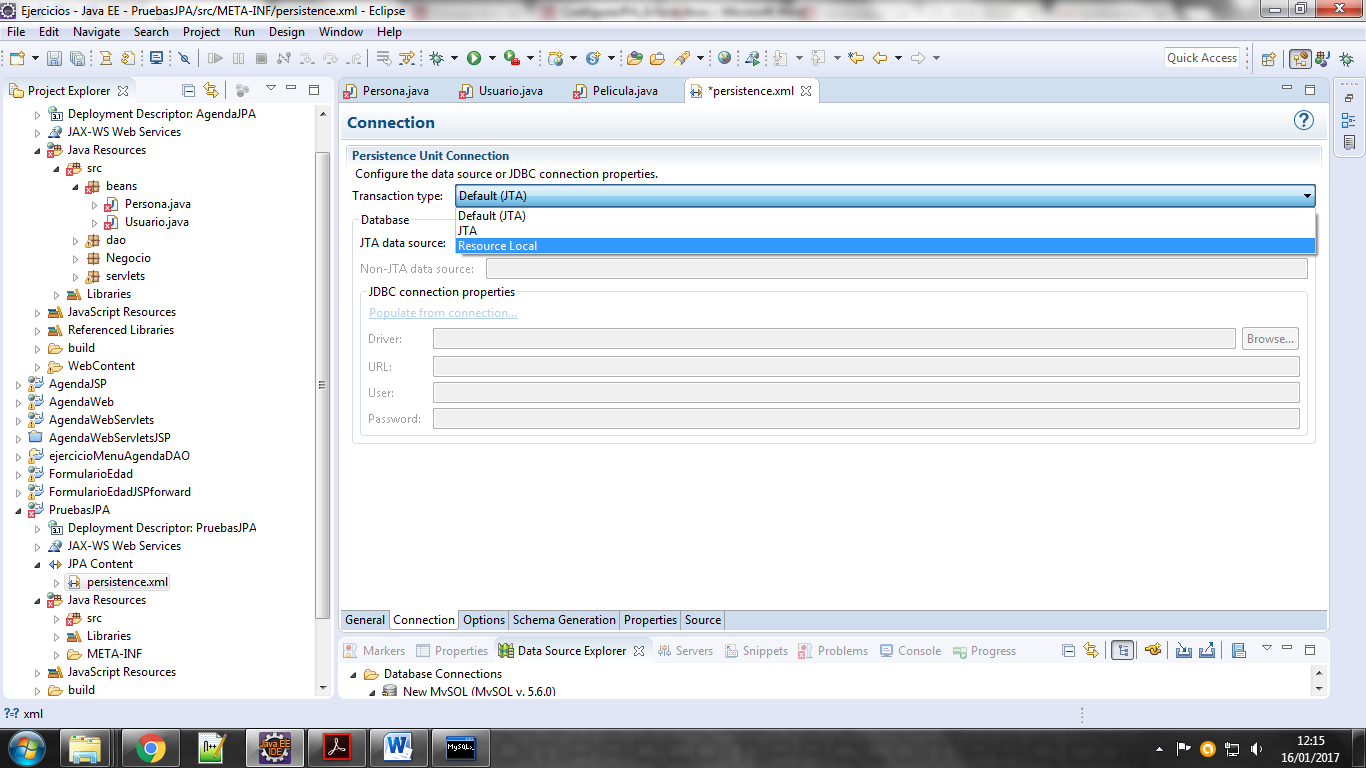 Ejercicios - Java EE - PruebasJPA/src/META-INF/persistence.xml - Eclipse
File Edit Navigate Search Project Run Design Window Help
Quick Access
Project Explorer
Deployment Descriptor: AgendaJPA
JAX-WS Web Services
Java Resources
src
beans
Persona.java
Usuario.java
dao
Negocio
servlets
Libraries
JavaScript Resources
Referenced Libraries
build
WebContent
AgendaJSP
AgendaWeb
AgendaWebServlets
AgendaWebServletsJSP
ejercicioMenuAgendaDAO
FormularioEdad
FormularioEdadJSPforward
PruebasJPA
Deployment Descriptor: PruebasJPA
JAX-WS Web Services
JPA Content
persistence.xml
Java Resources
src
Libraries
META-INF
JavaScript Resources
build
Persona.java Usuario.java Pelicula.java *persistence.xml
Connection
Persistence Unit Connection
Configure the data source or JDBC connection properties.
Transaction type: Default (JTA)
Default (JTA)
JTA
Resource Local
Database
JTA data source:
Non-JTA data source:
JDBC connection properties
Populate from connection...
Driver: Browse...
URL:
User:
Password:
General Connection Options Schema Generation Properties Source
Markers Properties Data Source Explorer Servers Snippets Problems Console Progress
Database Connections
New MySQL (MySQL v. 5.6.0)
xml
Java EE
IDE
12:15
16/01/2017